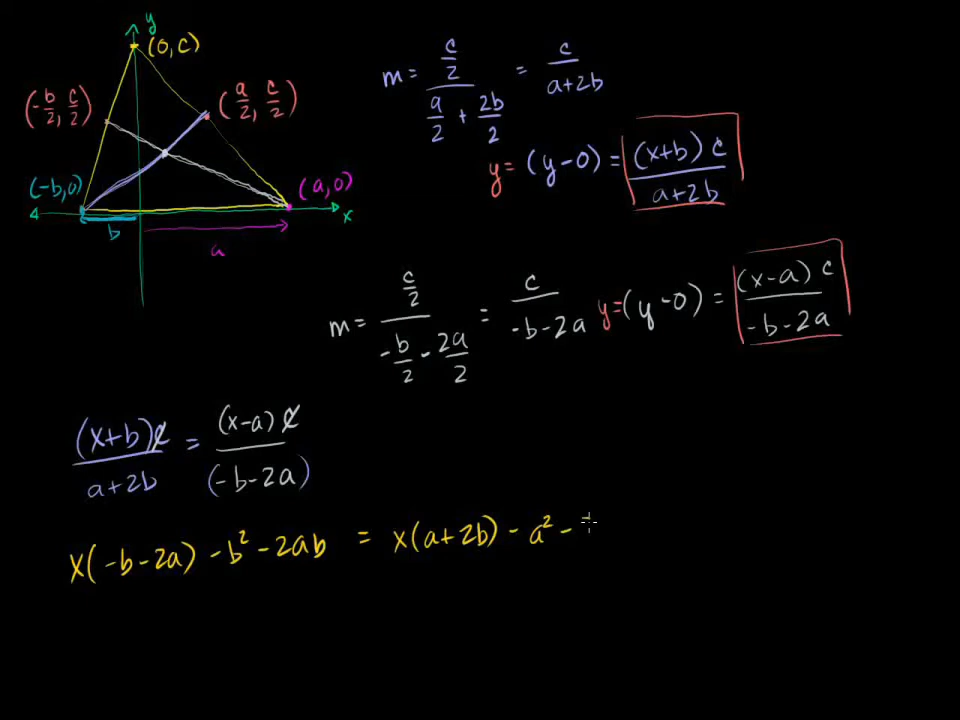 y
(0, c)
(-b/2, c/2)
(a/2, c/2)
(-b, 0)
(a, 0)
x
b
a
m = (c/2)/(a/2 + 2b/2) = c/(a+2b)
y = (y-0) = (x+b) c/(a+2b)
m = (c/2)/(-b/2 - 2a/2) = c/(-b-2a)
y = (y-0) = (x-a) c/(-b-2a)
(x+b)c/(a+2b) = (x-a) c/(-b-2a)
x(-b-2a) - b² - 2ab = x(a+2b) - a² -